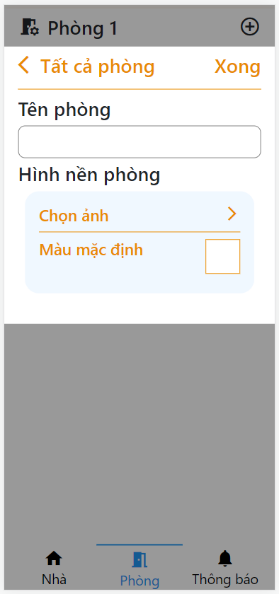 Phòng 1
Tất cả phòng Xong
Tên phòng
Hình nền phòng
Chọn ảnh
Màu mặc định
Nhà Phòng Thông báo